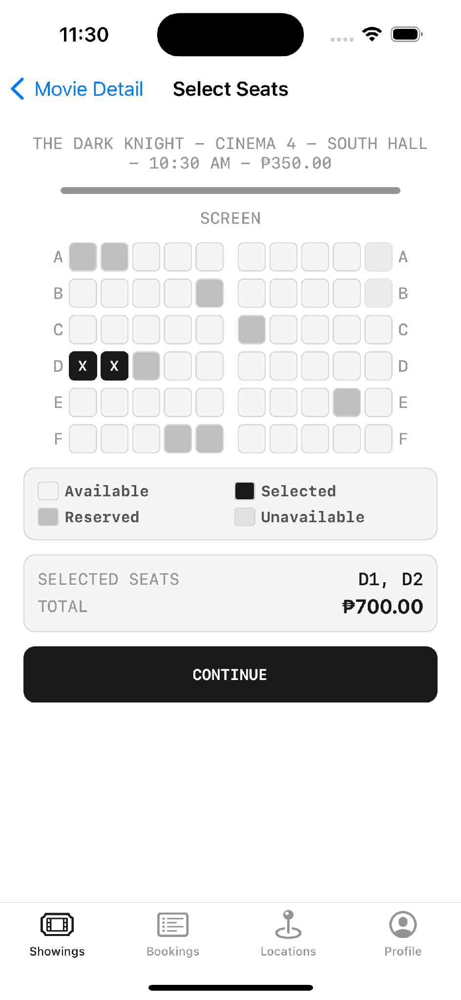 11:30
Movie Detail
Select Seats
THE DARK KNIGHT – CINEMA 4 – SOUTH HALL
– 10:30 AM – ₱350.00
SCREEN
A A
B B
C C
D X X D
E E
F F
Available Selected
Reserved Unavailable
SELECTED SEATS D1, D2
TOTAL ₱700.00
CONTINUE
Showings Bookings Locations Profile